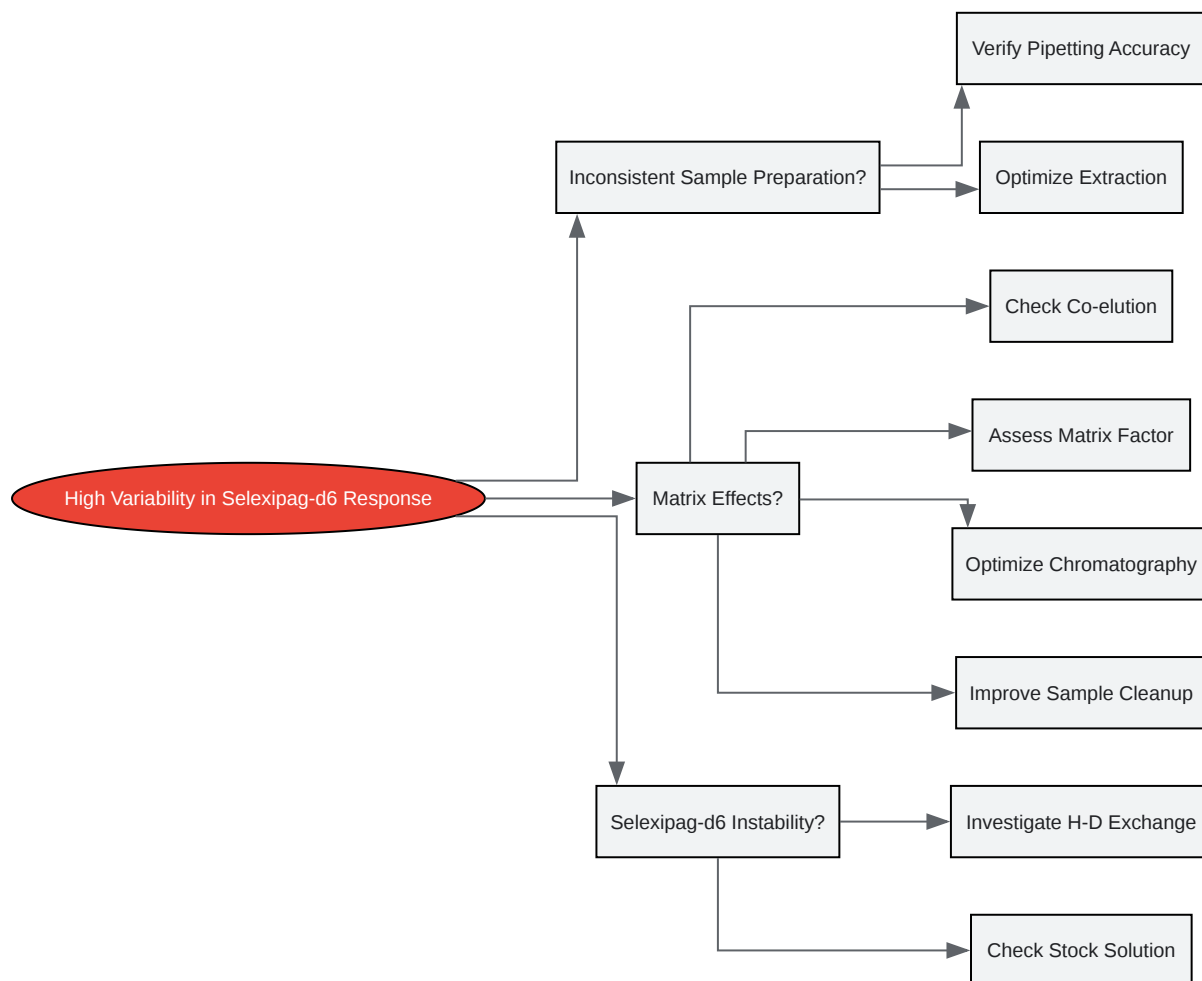 Verify Pipetting Accuracy
Inconsistent Sample Preparation?
Optimize Extraction
Check Co-elution
Assess Matrix Factor
High Variability in Selexipag-d6 Response
Matrix Effects?
Optimize Chromatography
Improve Sample Cleanup
Selexipag-d6 Instability?
Investigate H-D Exchange
Check Stock Solution